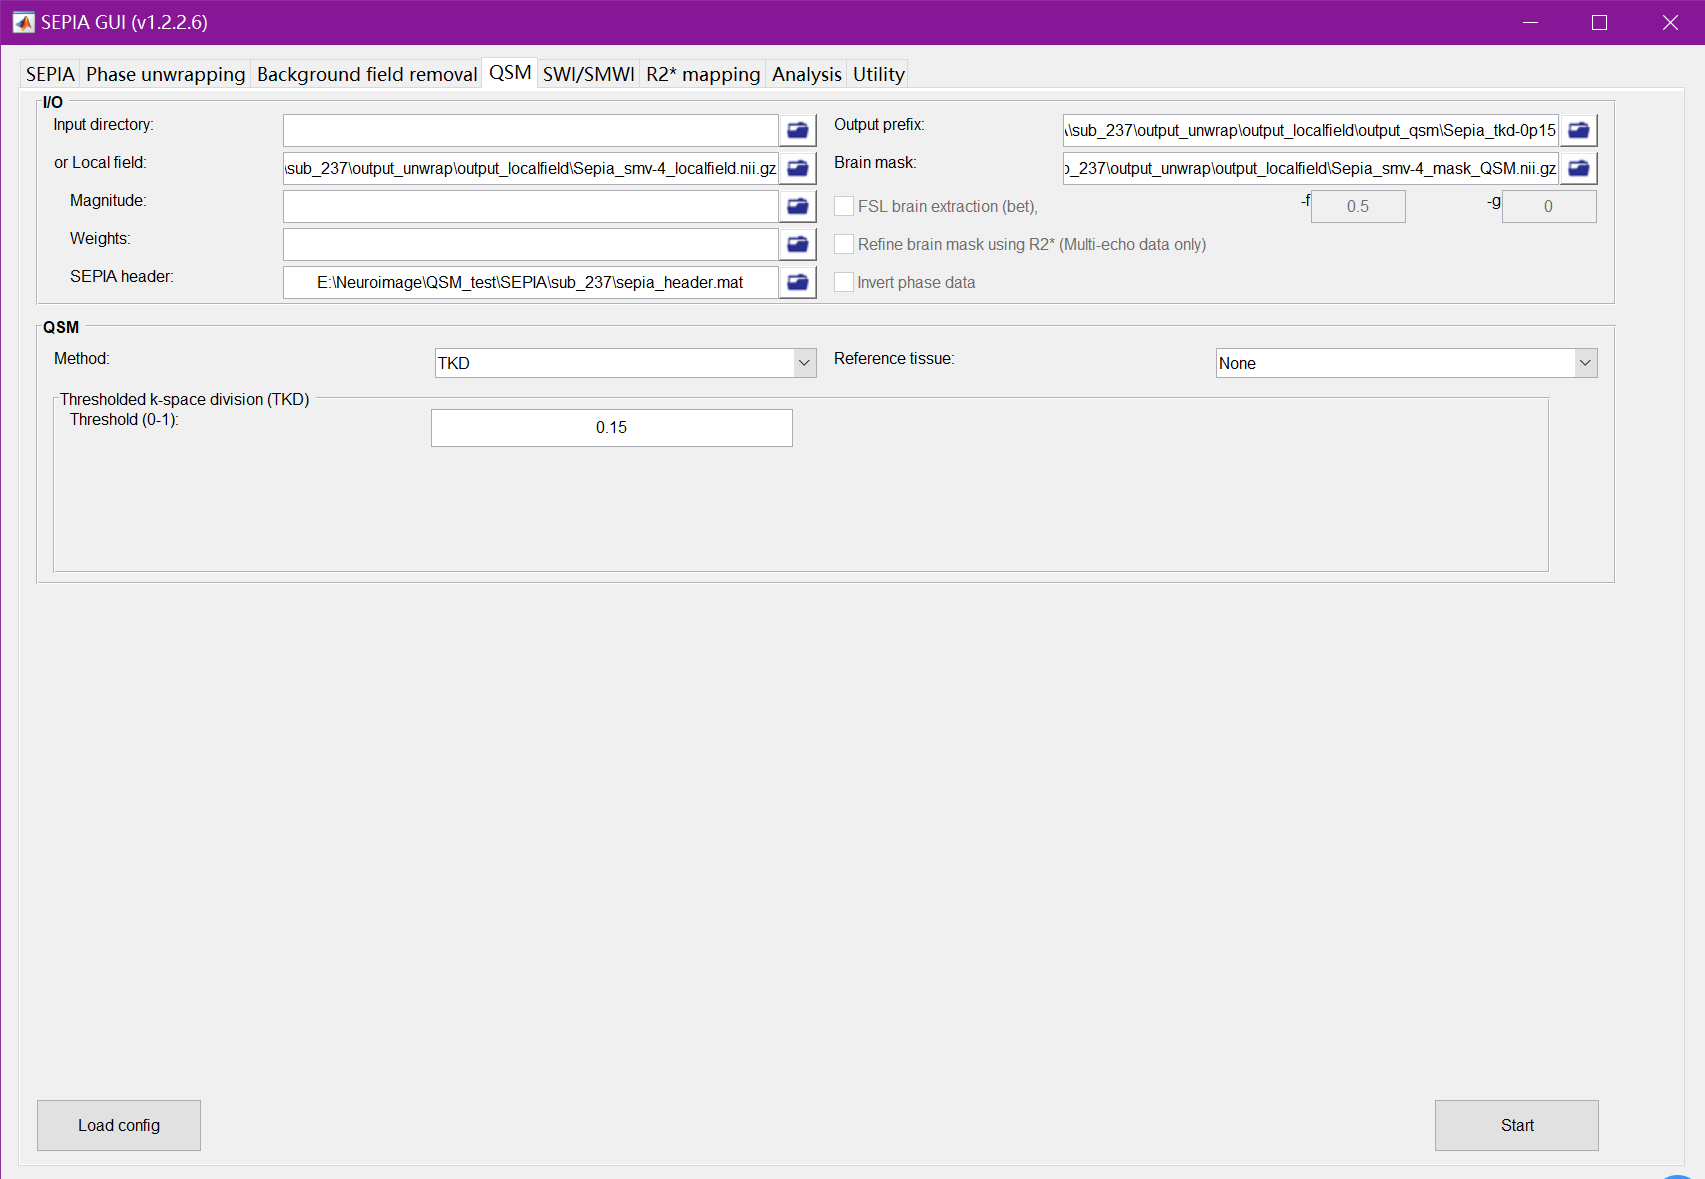 SEPIA GUI (v1.2.2.6)
SEPIA Phase unwrapping Background field removal QSM SWI/SMWI R2* mapping Analysis Utility
I/O
Input directory:
Output prefix: \sub_237\output_unwrap\output_localfield\output_qsm\Sepia_tkd-0p15
or Local field: \sub_237\output_unwrap\output_localfield\Sepia_smv-4_localfield.nii.gz
Brain mask: _237\output_unwrap\output_localfield\Sepia_smv-4_mask_QSM.nii.gz
Magnitude:
FSL brain extraction (bet), -f 0.5 -g 0
Weights:
Refine brain mask using R2* (Multi-echo data only)
SEPIA header: E:\Neuroimage\QSM_test\SEPIA\sub_237\sepia_header.mat
Invert phase data
QSM
Method: TKD
Reference tissue: None
Thresholded k-space division (TKD)
Threshold (0-1): 0.15
Load config
Start